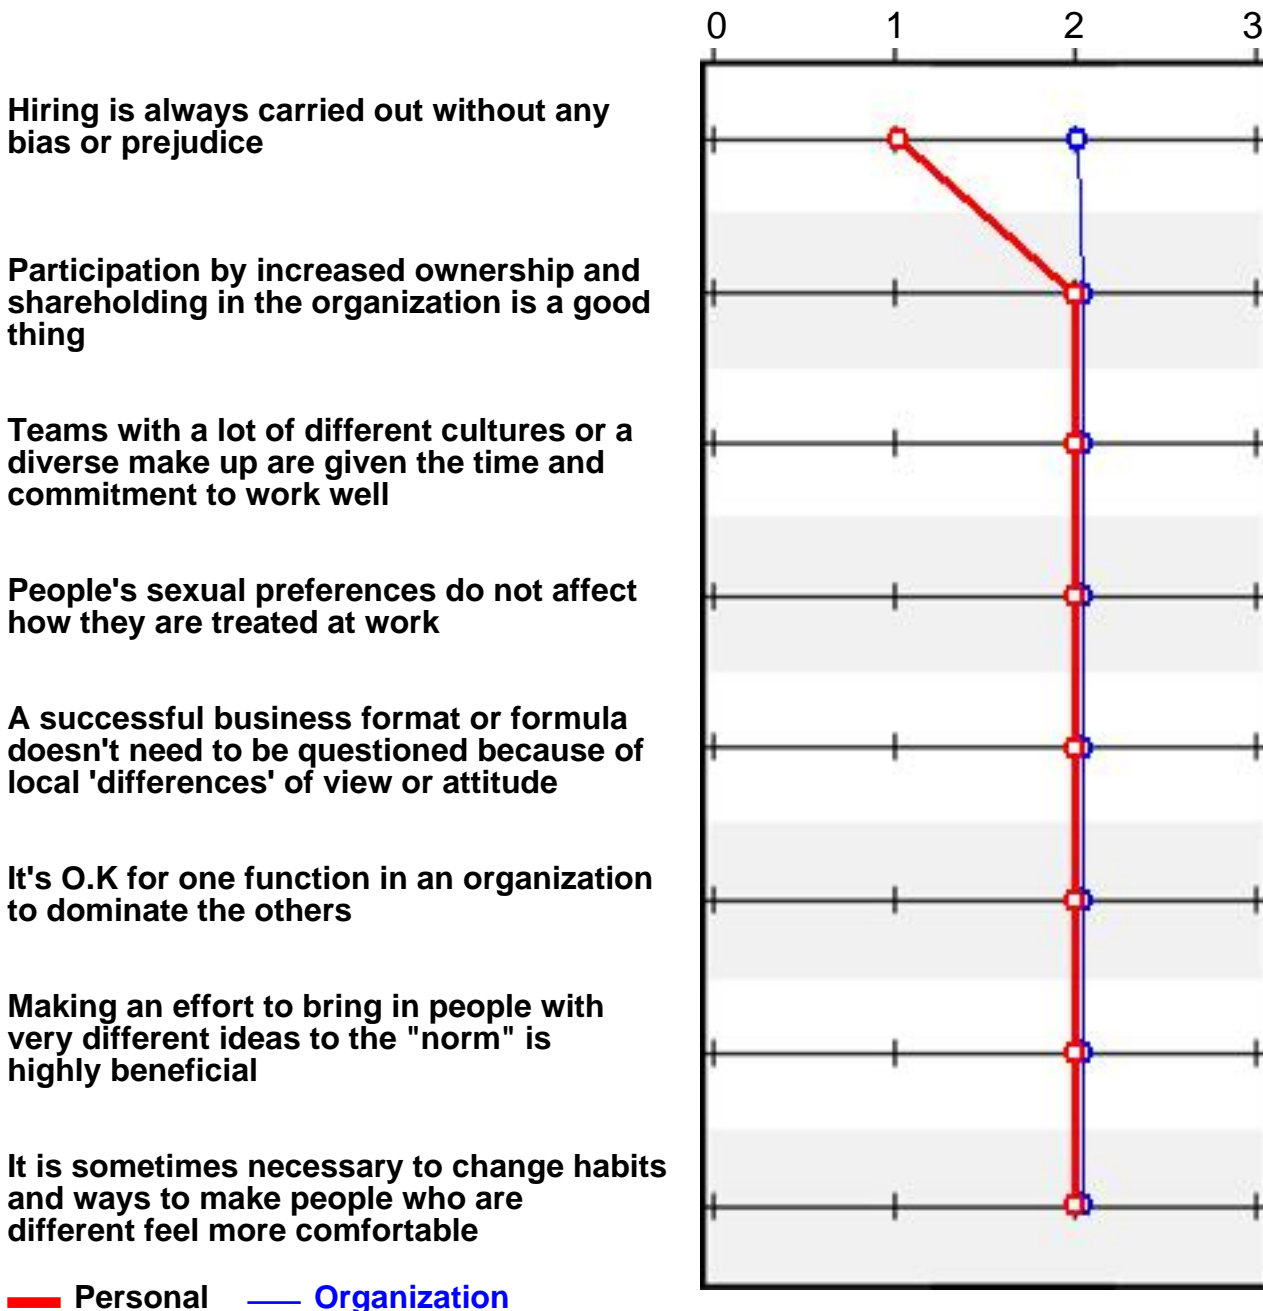 0 1 2 3
Hiring is always carried out without any
bias or prejudice
Participation by increased ownership and
shareholding in the organization is a good
thing
Teams with a lot of different cultures or a
diverse make up are given the time and
commitment to work well
People's sexual preferences do not affect
how they are treated at work
A successful business format or formula
doesn't need to be questioned because of
local 'differences' of view or attitude
It's O.K for one function in an organization
to dominate the others
Making an effort to bring in people with
very different ideas to the "norm" is
highly beneficial
It is sometimes necessary to change habits
and ways to make people who are
different feel more comfortable
Personal Organization